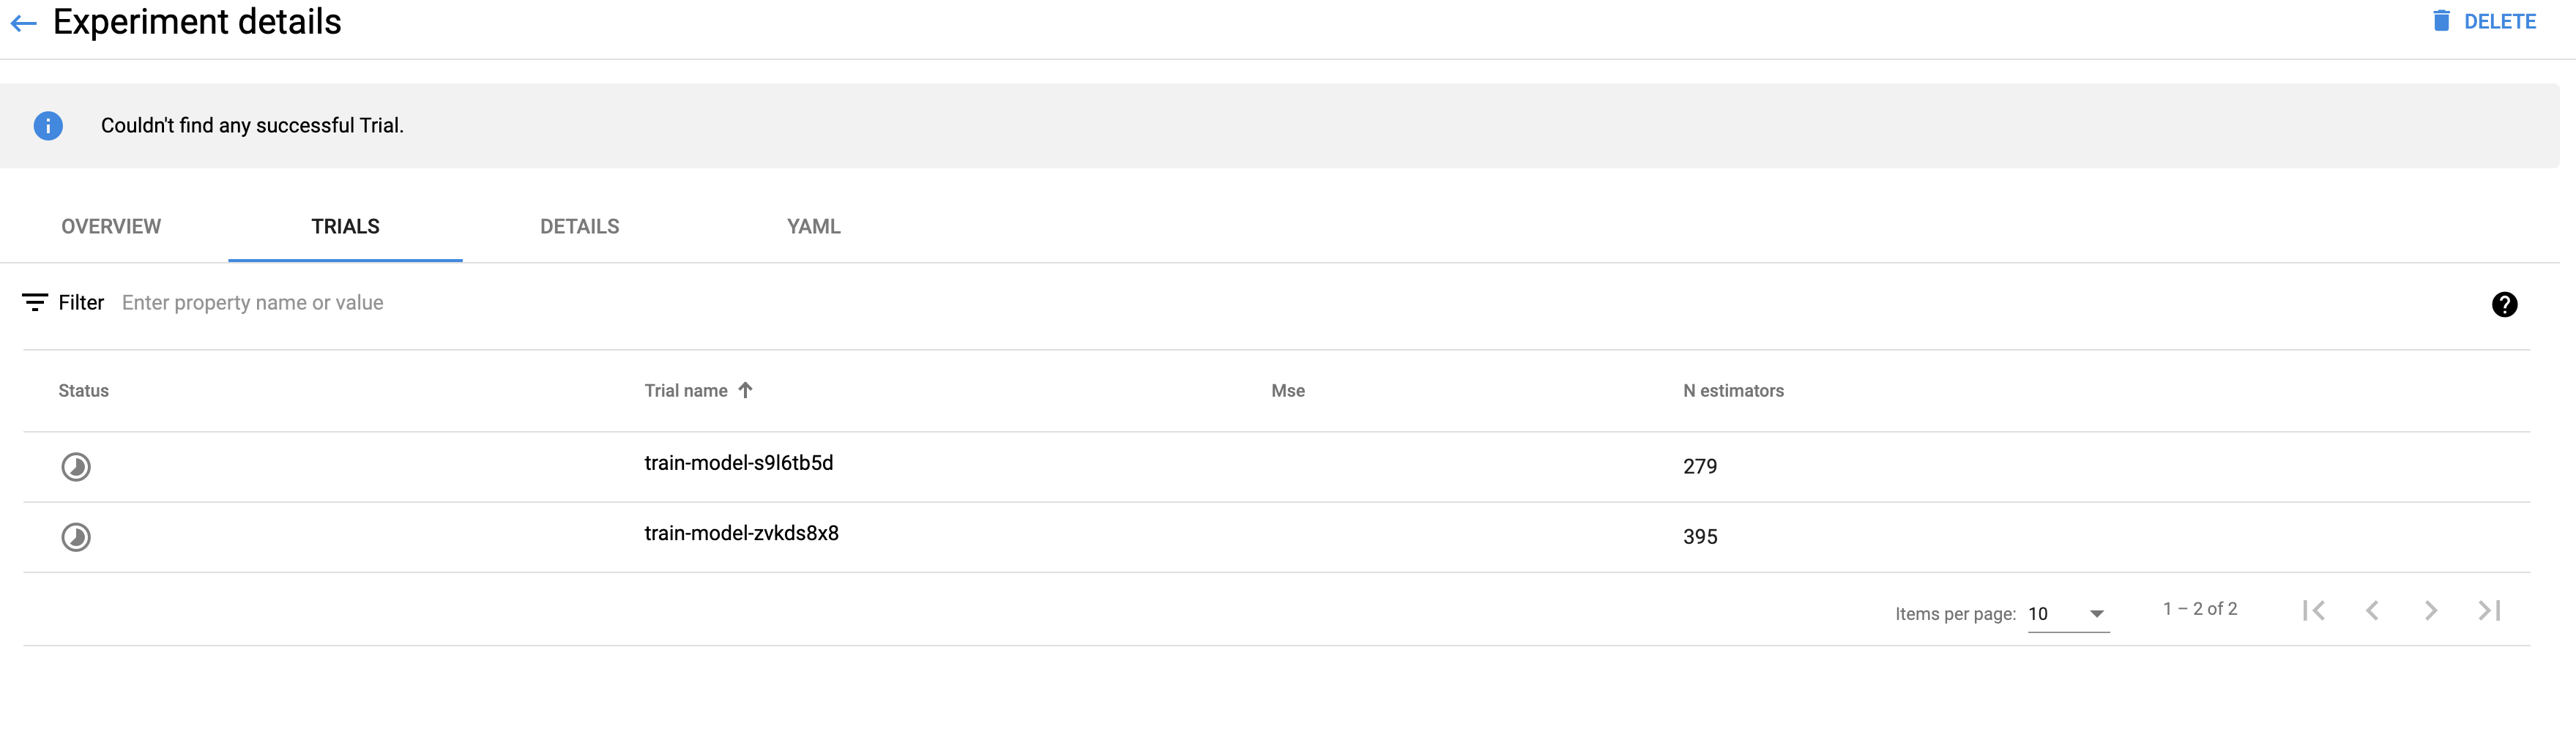 Experiment details
DELETE
Couldn't find any successful Trial.
OVERVIEW TRIALS DETAILS YAML
Filter Enter property name or value
Status Trial name Mse N estimators
train-model-s9l6tb5d 279
train-model-zvkds8x8 395
Items per page: 10 1 – 2 of 2